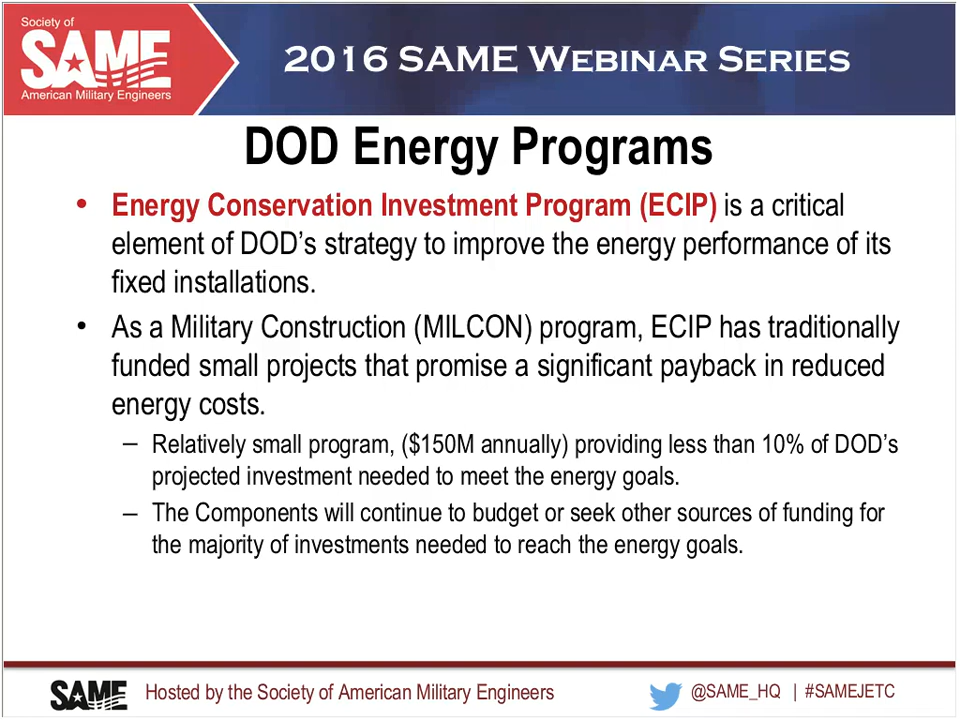 Society of
SAME
American Military Engineers
2016 SAME WEBINAR SERIES
DOD Energy Programs
• Energy Conservation Investment Program (ECIP) is a critical
element of DOD’s strategy to improve the energy performance of its
fixed installations.
• As a Military Construction (MILCON) program, ECIP has traditionally
funded small projects that promise a significant payback in reduced
energy costs.
– Relatively small program, ($150M annually) providing less than 10% of DOD’s
projected investment needed to meet the energy goals.
– The Components will continue to budget or seek other sources of funding for
the majority of investments needed to reach the energy goals.
SAME Hosted by the Society of American Military Engineers @SAME_HQ | #SAMEJETC